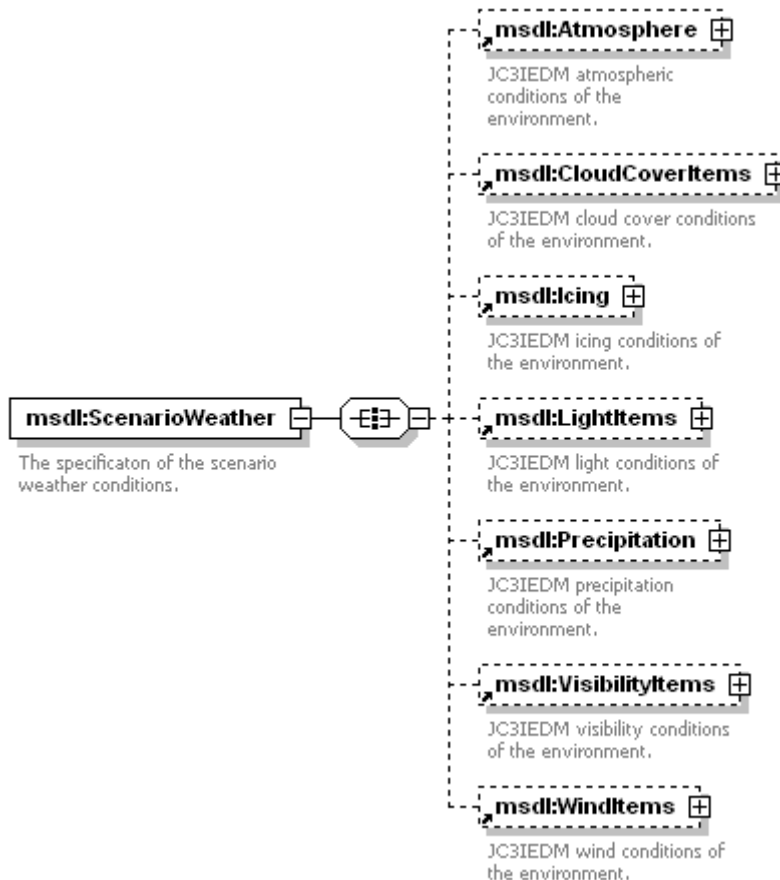 msdl:Atmosphere
JC3IEDM atmospheric
conditions of the
environment.
msdl:CloudCoverItems
JC3IEDM cloud cover conditions
of the environment.
msdl:Icing
JC3IEDM icing conditions of
the environment.
msdl:ScenarioWeather
The specificaton of the scenario
weather conditions.
msdl:LightItems
JC3IEDM light conditions of
the environment.
msdl:Precipitation
JC3IEDM precipitation
conditions of the
environment.
msdl:VisibilityItems
JC3IEDM visibility conditions
of the environment.
msdl:WindItems
JC3IEDM wind conditions of
the environment.